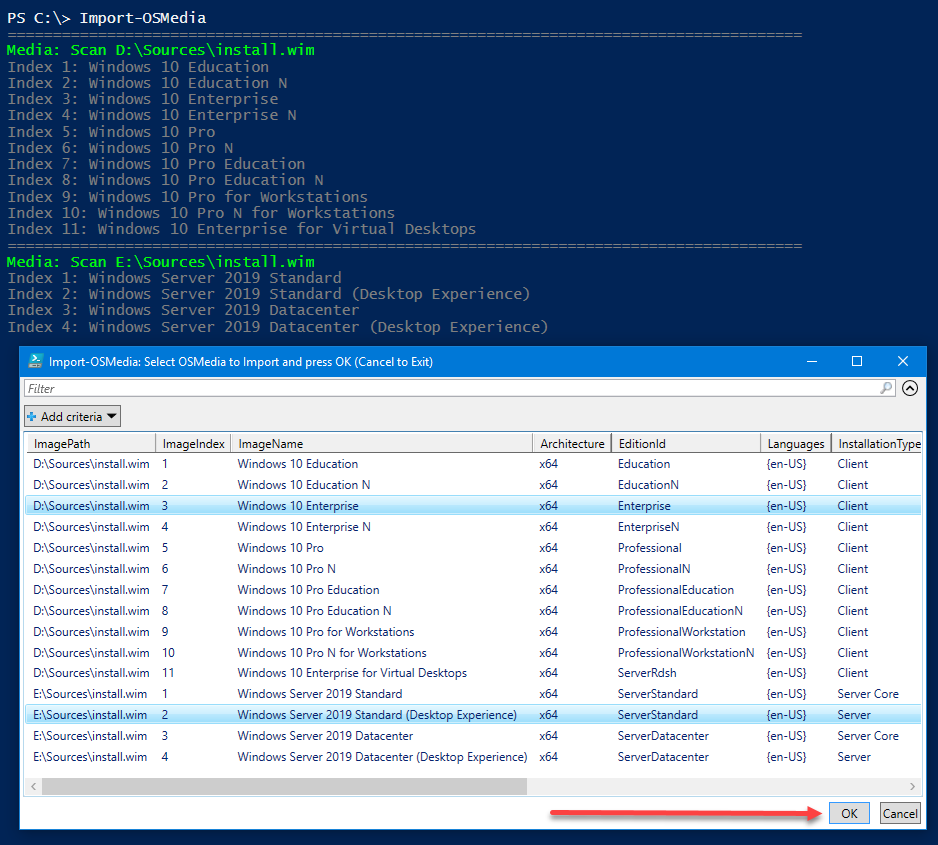 PS C:\> Import-OSMedia
========================================================================================
Media: Scan D:\Sources\install.wim
Index 1: Windows 10 Education
Index 2: Windows 10 Education N
Index 3: Windows 10 Enterprise
Index 4: Windows 10 Enterprise N
Index 5: Windows 10 Pro
Index 6: Windows 10 Pro N
Index 7: Windows 10 Pro Education
Index 8: Windows 10 Pro Education N
Index 9: Windows 10 Pro for Workstations
Index 10: Windows 10 Pro N for Workstations
Index 11: Windows 10 Enterprise for Virtual Desktops
========================================================================================
Media: Scan E:\Sources\install.wim
Index 1: Windows Server 2019 Standard
Index 2: Windows Server 2019 Standard (Desktop Experience)
Index 3: Windows Server 2019 Datacenter
Index 4: Windows Server 2019 Datacenter (Desktop Experience)
Import-OSMedia: Select OSMedia to Import and press OK (Cancel to Exit)
Filter
Add criteria
ImagePath ImageIndex ImageName Architecture EditionId Languages InstallationType
D:\Sources\install.wim 1 Windows 10 Education x64 Education {en-US} Client
D:\Sources\install.wim 2 Windows 10 Education N x64 EducationN {en-US} Client
D:\Sources\install.wim 3 Windows 10 Enterprise x64 Enterprise {en-US} Client
D:\Sources\install.wim 4 Windows 10 Enterprise N x64 EnterpriseN {en-US} Client
D:\Sources\install.wim 5 Windows 10 Pro x64 Professional {en-US} Client
D:\Sources\install.wim 6 Windows 10 Pro N x64 ProfessionalN {en-US} Client
D:\Sources\install.wim 7 Windows 10 Pro Education x64 ProfessionalEducation {en-US} Client
D:\Sources\install.wim 8 Windows 10 Pro Education N x64 ProfessionalEducationN {en-US} Client
D:\Sources\install.wim 9 Windows 10 Pro for Workstations x64 ProfessionalWorkstation {en-US} Client
D:\Sources\install.wim 10 Windows 10 Pro N for Workstations x64 ProfessionalWorkstationN {en-US} Client
D:\Sources\install.wim 11 Windows 10 Enterprise for Virtual Desktops x64 ServerRdsh {en-US} Client
E:\Sources\install.wim 1 Windows Server 2019 Standard x64 ServerStandard {en-US} Server Core
E:\Sources\install.wim 2 Windows Server 2019 Standard (Desktop Experience) x64 ServerStandard {en-US} Server
E:\Sources\install.wim 3 Windows Server 2019 Datacenter x64 ServerDatacenter {en-US} Server Core
E:\Sources\install.wim 4 Windows Server 2019 Datacenter (Desktop Experience) x64 ServerDatacenter {en-US} Server
OK Cancel